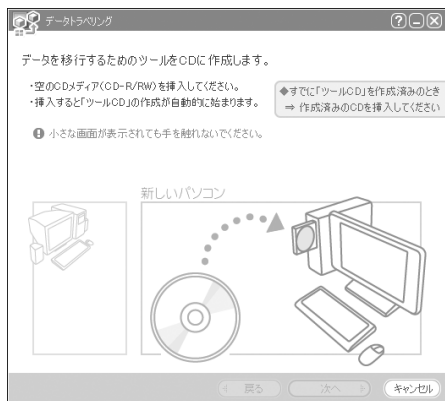 データトラベリング
データを移行するためのツールをCDに作成します。
・空のCDメディア(CD-R/RW)を挿入してください。
・挿入すると「ツールCD」の作成が自動的に始まります。
◆すでに「ツールCD」を作成済みのとき
⇒ 作成済みのCDを挿入してください
小さな画面が表示されても手を触れないでください。
新しいパソコン
戻る
次へ
キャンセル